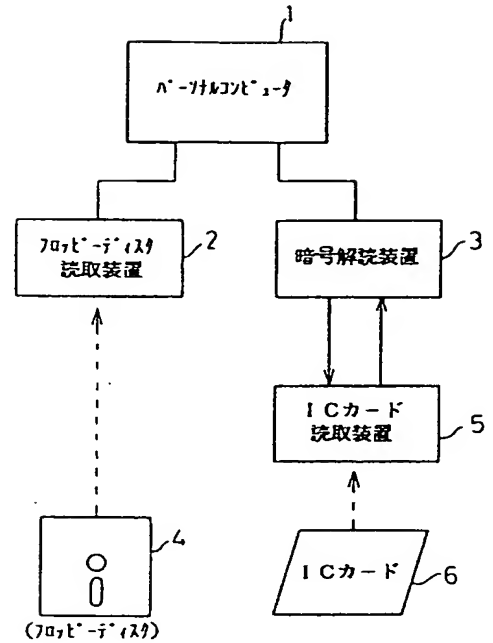 1
ﾊﾟｰｿﾅﾙｺﾝﾋﾟｭｰﾀ
ﾌﾛｯﾋﾟｰﾃﾞｨｽｸ
読取装置
2
暗号解読装置
3
ICカード
読取装置
5
4
(ﾌﾛｯﾋﾟｰﾃﾞｨｽｸ)
ICカード
6